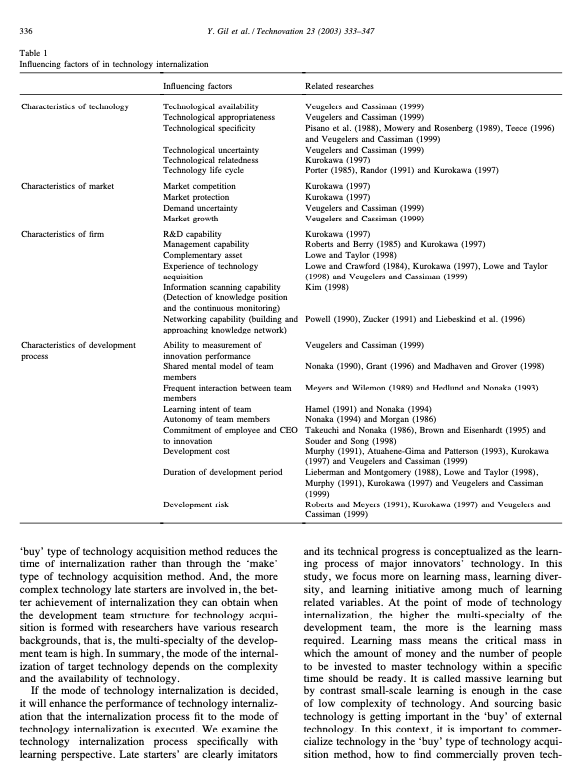 336
Y. Gil et al. / Technovation 23 (2003) 333–347
Table 1
Influencing factors of in technology internalization
Influencing factors
Related researches
Characteristics of technology
Technological availability
Veugelers and Cassiman (1999)
Technological appropriateness
Veugelers and Cassiman (1999)
Technological specificity
Pisano et al. (1988), Mowery and Rosenberg (1989), Teece (1996)
and Veugelers and Cassiman (1999)
Technological uncertainty
Veugelers and Cassiman (1999)
Technological relatedness
Kurokawa (1997)
Technology life cycle
Porter (1985), Randor (1991) and Kurokawa (1997)
Characteristics of market
Market competition
Kurokawa (1997)
Market protection
Kurokawa (1997)
Demand uncertainty
Veugelers and Cassiman (1999)
Market growth
Veugelers and Cassiman (1999)
Characteristics of firm
R&D capability
Kurokawa (1997)
Management capability
Roberts and Berry (1985) and Kurokawa (1997)
Complementary asset
Lowe and Taylor (1998)
Experience of technology
acquisition
Lowe and Crawford (1984), Kurokawa (1997), Lowe and Taylor
(1998) and Veugelers and Cassiman (1999)
Information scanning capability
(Detection of knowledge position
and the continuous monitoring)
Kim (1998)
Networking capability (building and
approaching knowledge network)
Powell (1990), Zucker (1991) and Liebeskind et al. (1996)
Characteristics of development
process
Ability to measurement of
innovation performance
Veugelers and Cassiman (1999)
Shared mental model of team
members
Nonaka (1990), Grant (1996) and Madhaven and Grover (1998)
Frequent interaction between team
members
Meyers and Wilemon (1989) and Hedlund and Nonaka (1993)
Learning intent of team
Hamel (1991) and Nonaka (1994)
Autonomy of team members
Nonaka (1994) and Morgan (1986)
Commitment of employee and CEO
to innovation
Takeuchi and Nonaka (1986), Brown and Eisenhardt (1995) and
Souder and Song (1998)
Development cost
Murphy (1991), Atuahene-Gima and Patterson (1993), Kurokawa
(1997) and Veugelers and Cassiman (1999)
Duration of development period
Lieberman and Montgomery (1988), Lowe and Taylor (1998),
Murphy (1991), Kurokawa (1997) and Veugelers and Cassiman
(1999)
Development risk
Roberts and Meyers (1991), Kurokawa (1997) and Veugelers and
Cassiman (1999)
‘buy’ type of technology acquisition method reduces the
time of internalization rather than through the ‘make’
type of technology acquisition method. And, the more
complex technology late starters are involved in, the bet-
ter achievement of internalization they can obtain when
the development team structure for technology acqui-
sition is formed with researchers have various research
backgrounds, that is, the multi-specialty of the develop-
ment team is high. In summary, the mode of the internal-
ization of target technology depends on the complexity
and the availability of technology.
If the mode of technology internalization is decided,
it will enhance the performance of technology internaliz-
ation that the internalization process fit to the mode of
technology internalization is executed. We examine the
technology internalization process specifically with
learning perspective. Late starters’ are clearly imitators
and its technical progress is conceptualized as the learn-
ing process of major innovators’ technology. In this
study, we focus more on learning mass, learning diver-
sity, and learning initiative among much of learning
related variables. At the point of mode of technology
internalization, the higher the multi-specialty of the
development team, the more is the learning mass
required. Learning mass means the critical mass in
which the amount of money and the number of people
to be invested to master technology within a specific
time should be ready. It is called massive learning but
by contrast small-scale learning is enough in the case
of low complexity of technology. And sourcing basic
technology is getting important in the ‘buy’ of external
technology. In this context, it is important to commer-
cialize technology in the ‘buy’ type of technology acqui-
sition method, how to find commercially proven tech-